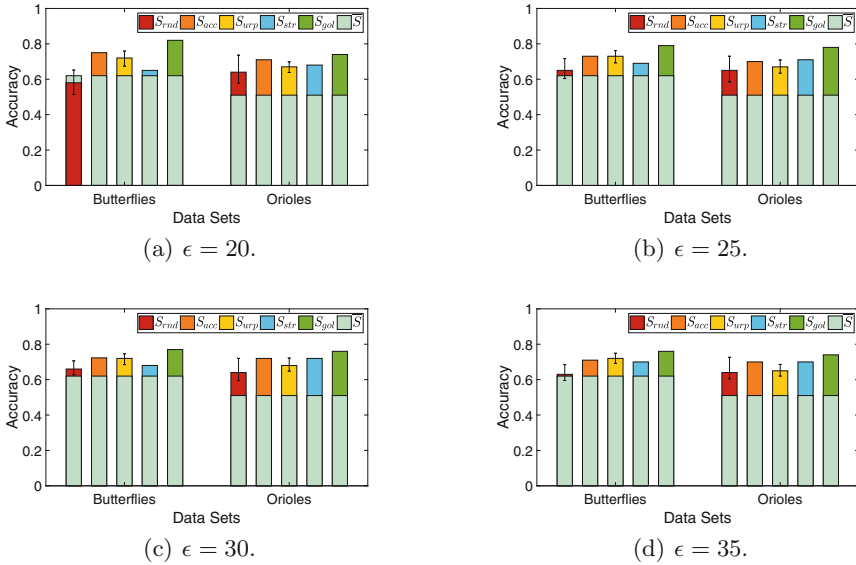 S_rnd S_acc S_urp S_str S_gol S̅
1
0.8
0.6
0.4
0.2
0
Accuracy
Butterflies Orioles
Data Sets
(a) ϵ = 20.
S_rnd S_acc S_urp S_str S_gol S̅
1
0.8
0.6
0.4
0.2
0
Accuracy
Butterflies Orioles
Data Sets
(b) ϵ = 25.
S_rnd S_acc S_urp S_str S_gol S̅
1
0.8
0.6
0.4
0.2
0
Accuracy
Butterflies Orioles
Data Sets
(c) ϵ = 30.
S_rnd S_acc S_urp S_str S_gol S̅
1
0.8
0.6
0.4
0.2
0
Accuracy
Butterflies Orioles
Data Sets
(d) ϵ = 35.